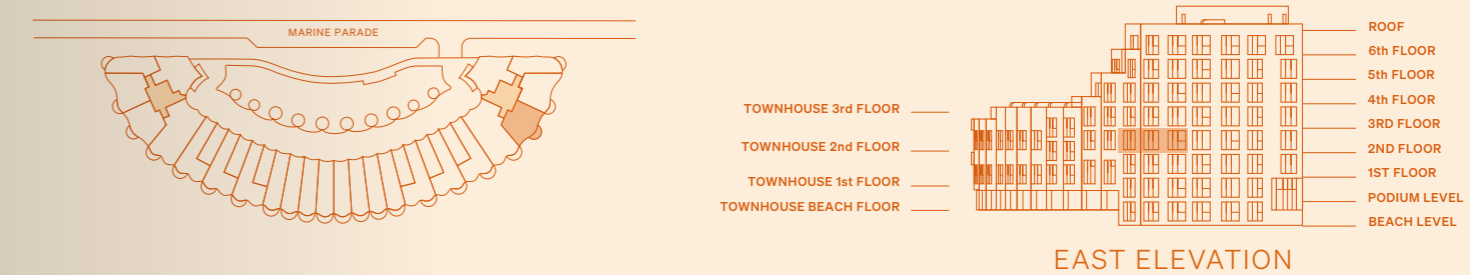 MARINE PARADE
TOWNHOUSE 3rd FLOOR
TOWNHOUSE 2nd FLOOR
TOWNHOUSE 1st FLOOR
TOWNHOUSE BEACH FLOOR
ROOF
6th FLOOR
5th FLOOR
4th FLOOR
3RD FLOOR
2ND FLOOR
1ST FLOOR
PODIUM LEVEL
BEACH LEVEL
EAST ELEVATION